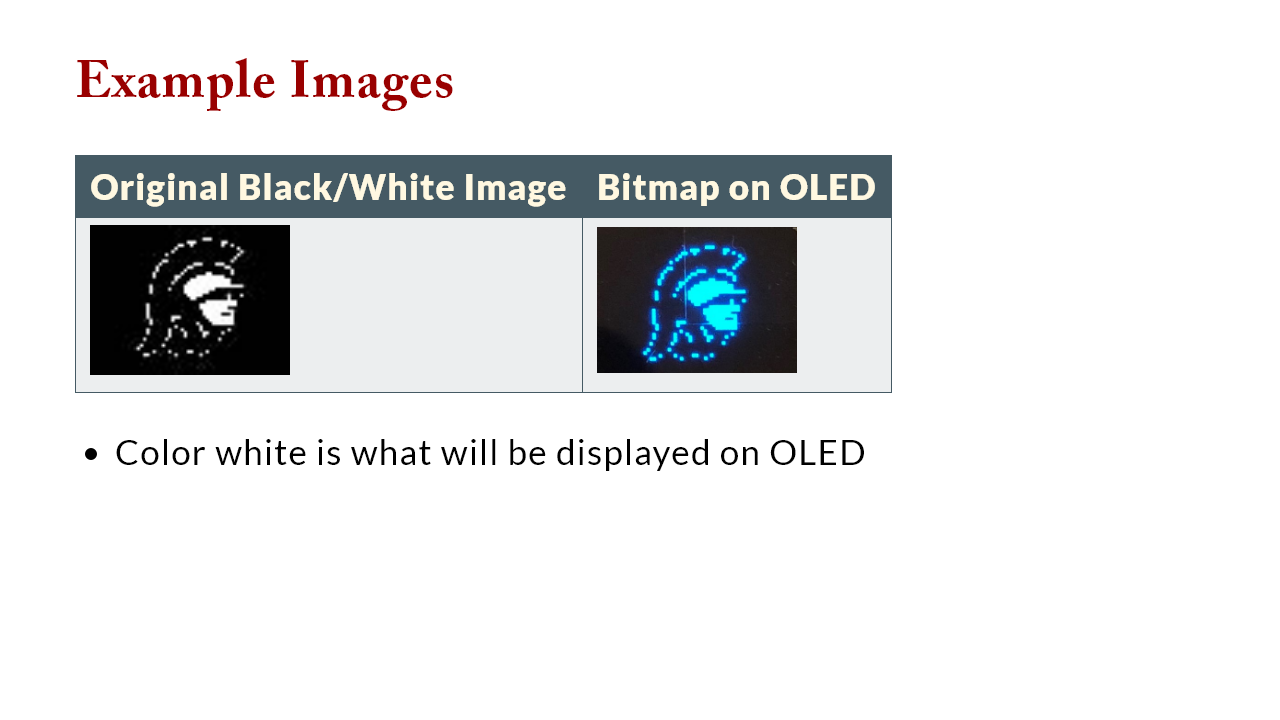 Example Images
Original Black/White Image
Bitmap on OLED
• Color white is what will be displayed on OLED